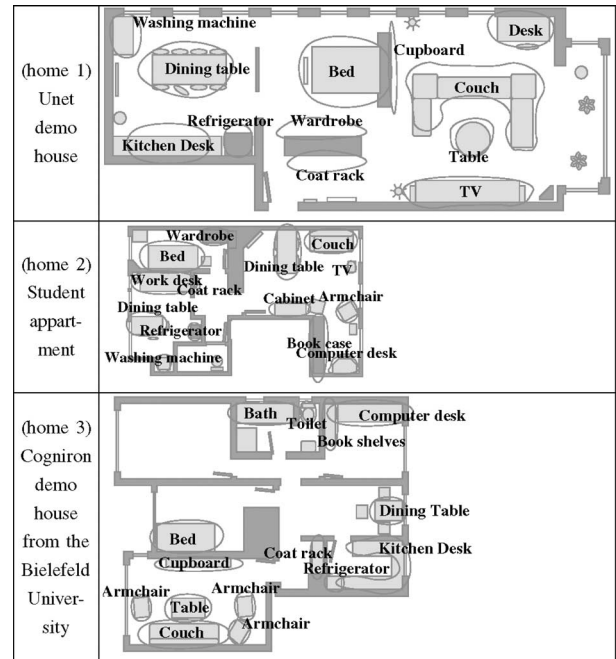 (home 1)
Unet
demo
house
Washing machine
Desk
Cupboard
Dining table
Bed
Couch
Refrigerator
Wardrobe
Kitchen Desk
Table
Coat rack
TV
(home 2)
Student
appart-
ment
Wardrobe
Couch
Bed
Dining table
TV
Work desk
Coat rack
Cabinet
Armchair
Dining table
Refrigerator
Book case
Washing machine
Computer desk
(home 3)
Cogniron
demo
house
from the
Bielefeld
Univer-
sity
Bath
Toilet
Computer desk
Book shelves
Dining Table
Bed
Coat rack
Kitchen Desk
Cupboard
Refrigerator
Armchair
Armchair
Table
Couch
Armchair